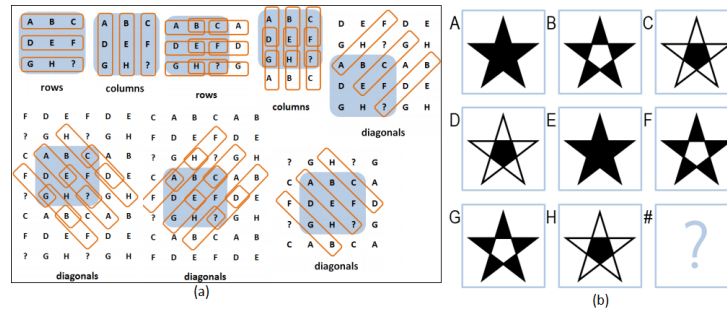 A B C
D E F
G H ?
rows
A B C
D E F
G H ?
columns
A B C A
D E F D
G H ? G
rows
A B C
D E F
G H ?
A B C
columns
D E F D E
G H ? G H
A B C A B
D E F D E
G H ? G H
diagonals
F D E F D E
? G H ? G H
C A B C A B
F D E F D E
? G H ? G H
C A B C A B
F D E F D E
? G H ? G H
diagonals
C A B C A B
F D E F D E
? G H ? G H
C A B C A B
F D E F D E
? G H ? G H
C A B C A B
F D E F D E
diagonals
? G H ? G
C A B C A
F D E F D
? G H ? G
C A B C A
diagonals
(a)
A B C
D E F
G H # ?
(b)